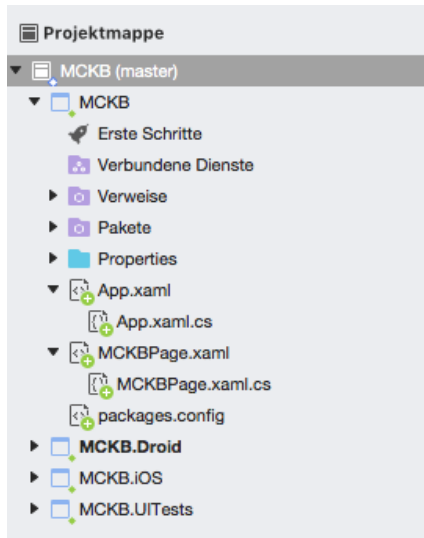 Projektmappe
MCKB (master)
MCKB
Erste Schritte
Verbundene Dienste
Verweise
Pakete
Properties
App.xaml
App.xaml.cs
MCKBPage.xaml
MCKBPage.xaml.cs
packages.config
MCKB.Droid
MCKB.iOS
MCKB.UITests